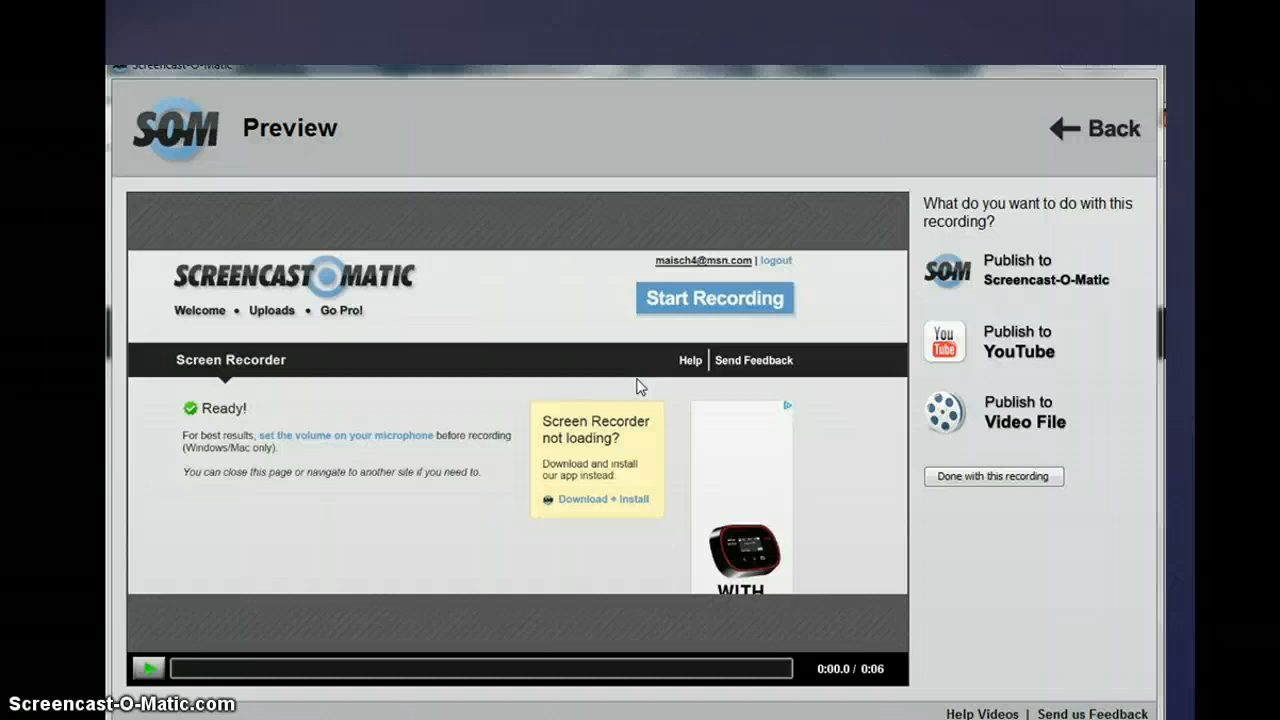 Screencast-O-Matic
SOM Preview
Back
What do you want to do with this
recording?
SCREENCAST O MATIC
maisch4@msn.com | logout
Start Recording
Welcome • Uploads • Go Pro!
Screen Recorder
Help | Send Feedback
Ready!
For best results, set the volume on your microphone before recording
(Windows/Mac only).
You can close this page or navigate to another site if you need to.
Screen Recorder
not loading?
Download and install
our app instead.
Download + Install
WITH
SOM
Publish to
Screencast-O-Matic
You
Tube
Publish to
YouTube
Publish to
Video File
Done with this recording
0:00.0 / 0:06
Screencast-O-Matic.com
Help Videos | Send us Feedback